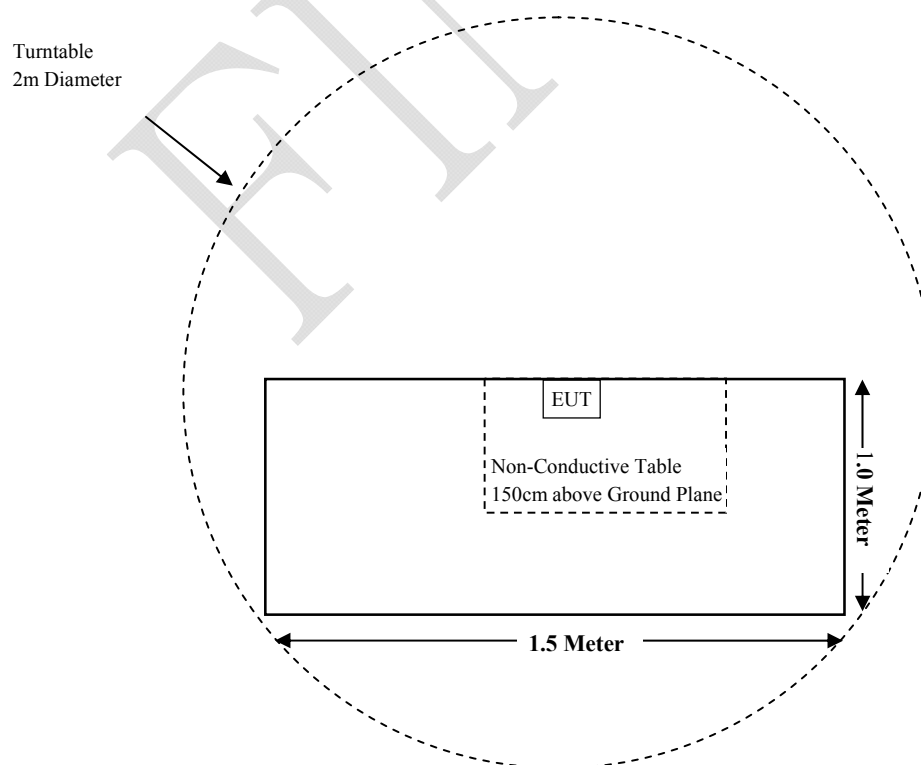 Turntable
2m Diameter
EUT
Non-Conductive Table
150cm above Ground Plane
1.0 Meter
1.5 Meter